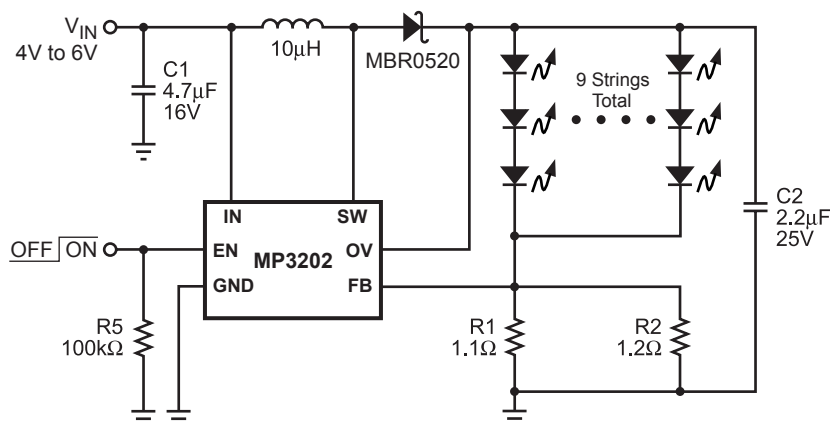 V_IN
4V to 6V
C1
4.7µF
16V
10µH
MBR0520
9 Strings
Total
C2
2.2µF
25V
IN
SW
OFF ON
EN
MP3202
OV
GND
FB
R5
100kΩ
R1
1.1Ω
R2
1.2Ω